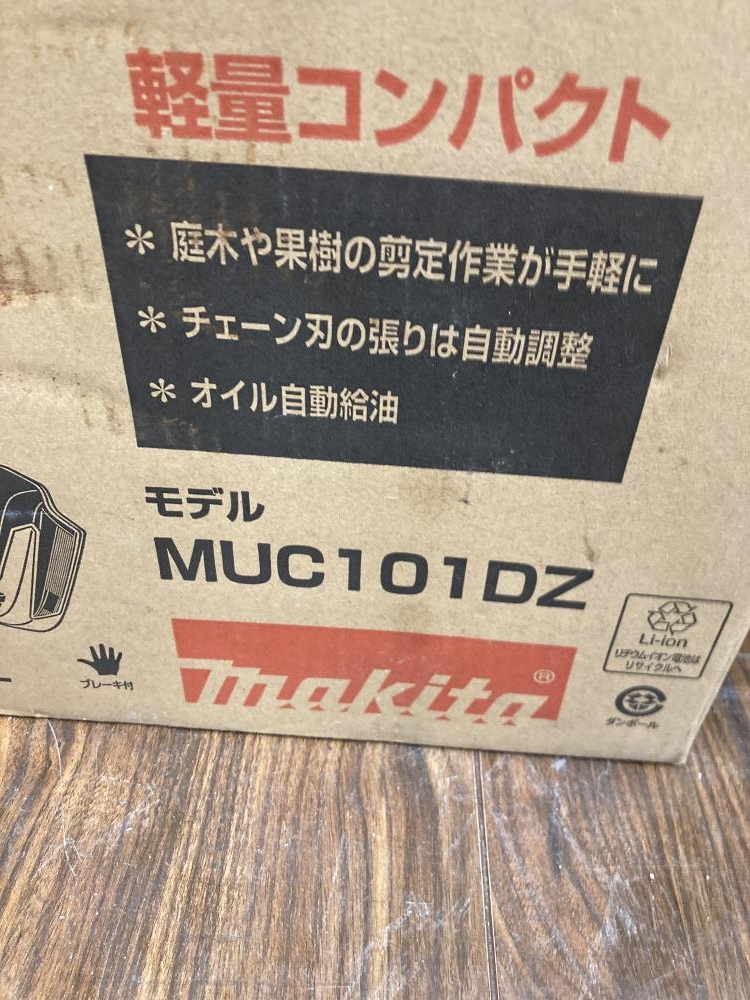 軽量コンパクト
* 庭木や果樹の剪定作業が手軽に
* チェーン刃の張りは自動調整
* オイル自動給油
モデル
MUC101DZ
makita®
ブレーキ付
Li-ion
リチウムイオン電池は
リサイクルへ
ダンボール